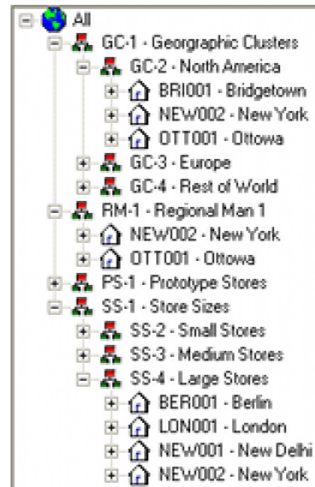 All
GC-1 - Georgraphic Clusters
GC-2 - North America
BRI001 - Bridgetown
NEW002 - New York
OTT001 - Ottowa
GC-3 - Europe
GC-4 - Rest of World
RM-1 - Regional Man 1
NEW002 - New York
OTT001 - Ottowa
PS-1 - Prototype Stores
SS-1 - Store Sizes
SS-2 - Small Stores
SS-3 - Medium Stores
SS-4 - Large Stores
BER001 - Berlin
LON001 - London
NEW001 - New Delhi
NEW002 - New York